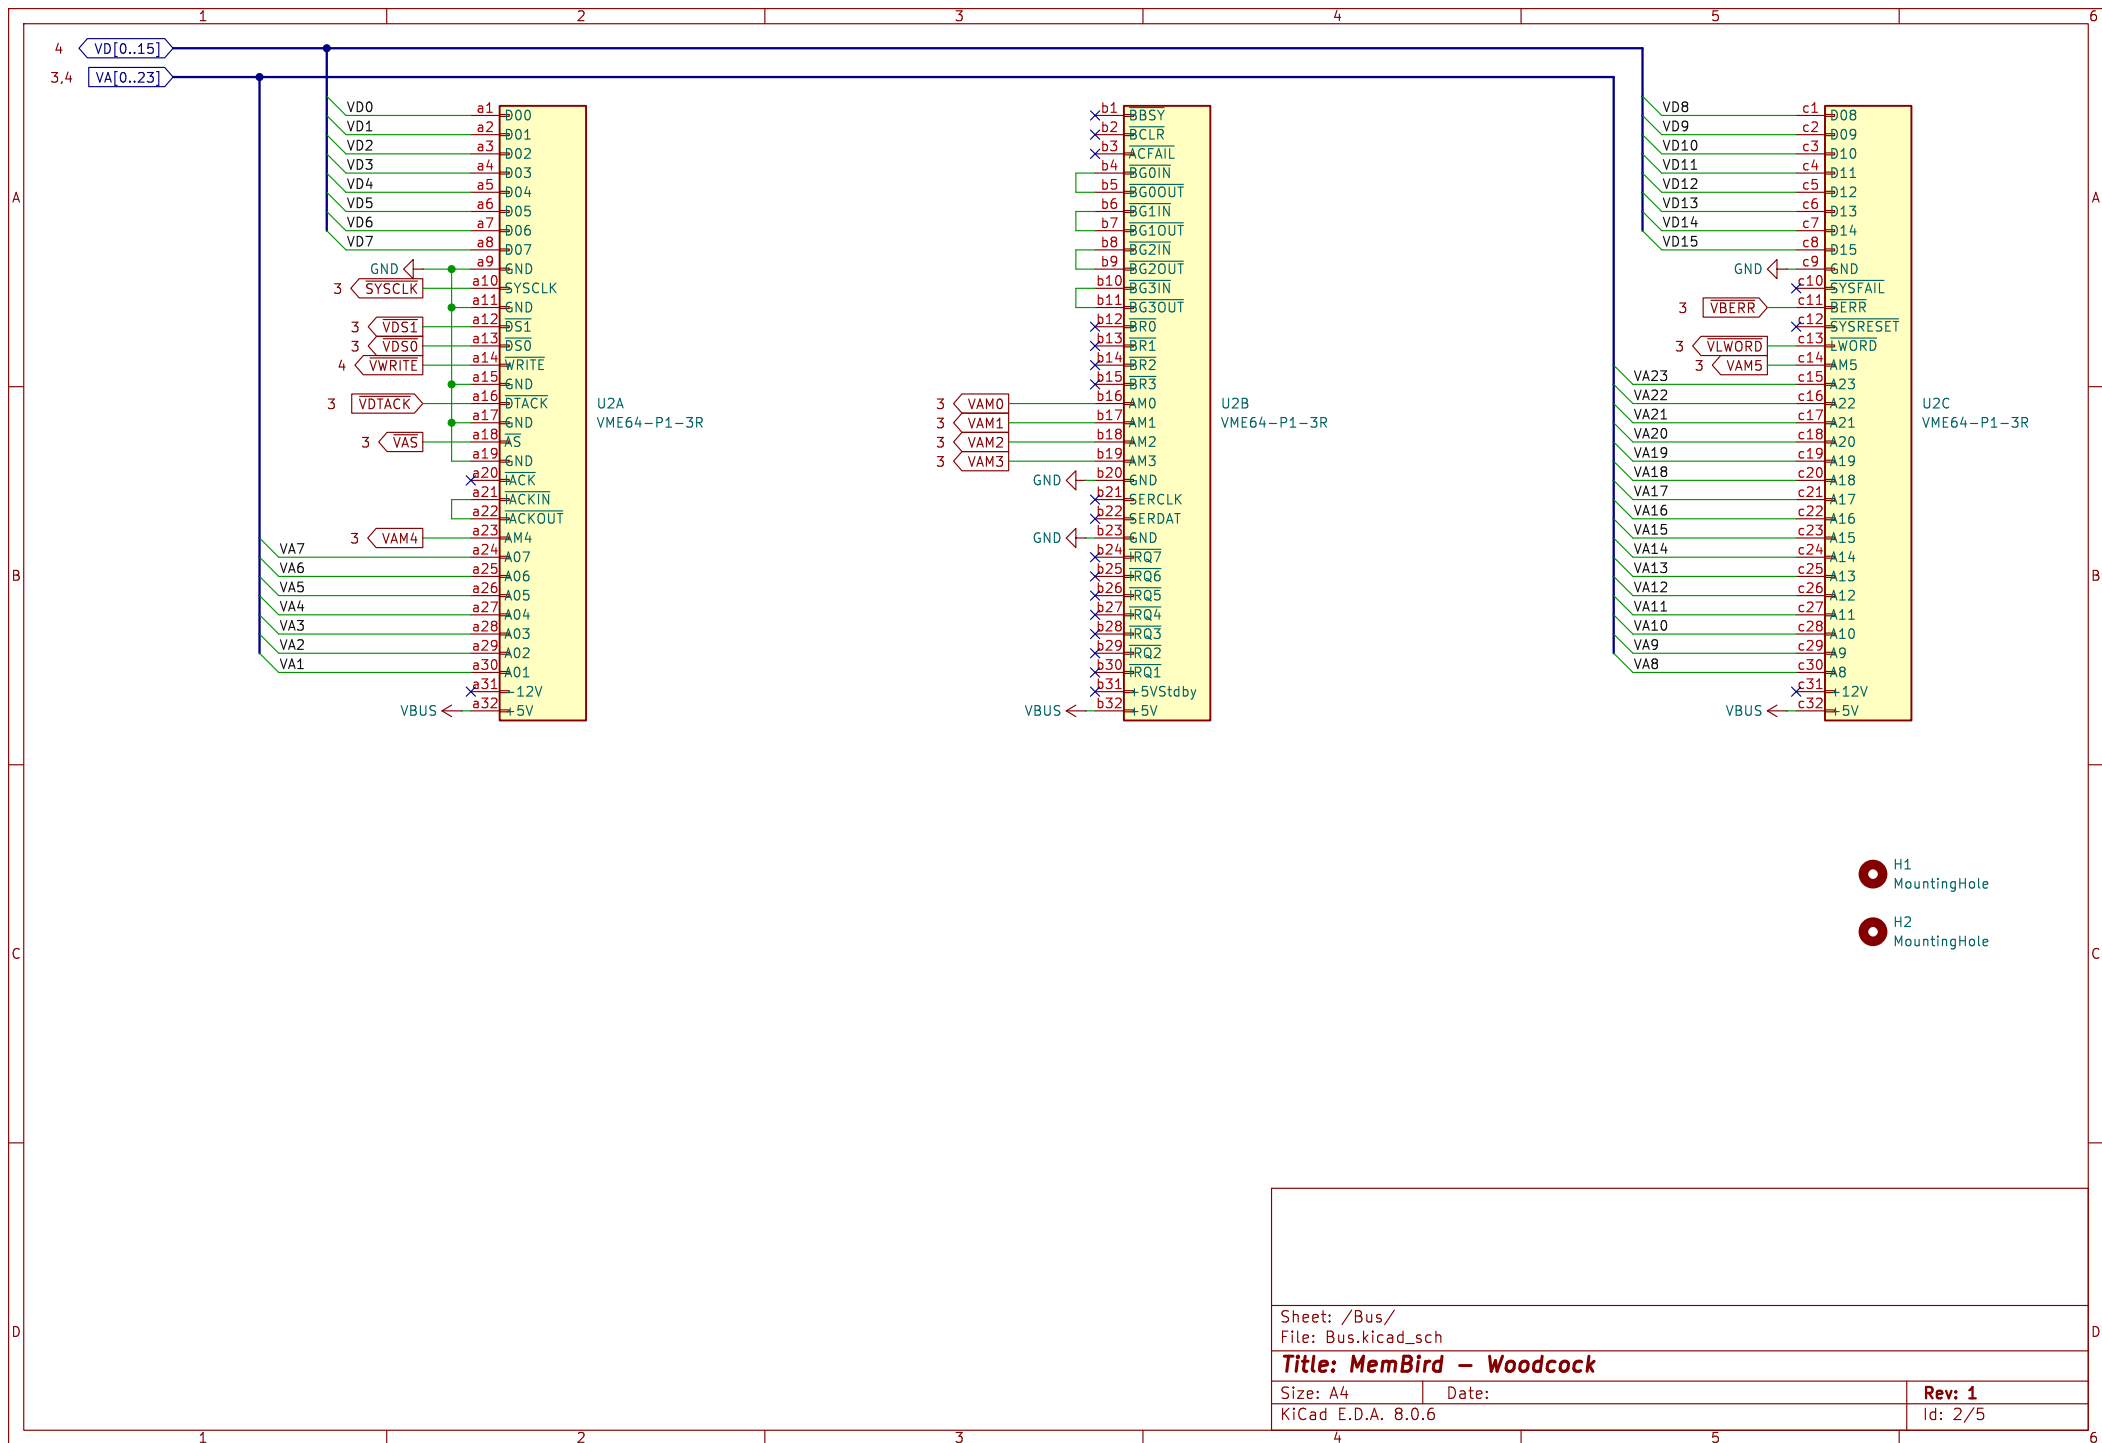 1 2 3 4 5 6
4 VD[0..15]
3,4 VA[0..23]
A
B
C
D
VD0 a1 D00
VD1 a2 D01
VD2 a3 D02
VD3 a4 D03
VD4 a5 D04
VD5 a6 D05
VD6 a7 D06
VD7 a8 D07
GND a9 GND
3 SYSCLK a10 SYSCLK
a11 GND
3 VDS1 a12 DS1
3 VDS0 a13 DS0
4 VWRITE a14 WRITE
a15 GND
3 VDTACK a16 DTACK
a17 GND
3 VAS a18 AS
a19 GND
a20 IACK
a21 IACKIN
a22 IACKOUT
3 VAM4 a23 AM4
VA7 a24 A07
VA6 a25 A06
VA5 a26 A05
VA4 a27 A04
VA3 a28 A03
VA2 a29 A02
VA1 a30 A01
a31 -12V
VBUS a32 +5V
U2A
VME64-P1-3R
b1 BBSY
b2 BCLR
b3 ACFAIL
b4 BG0IN
b5 BG0OUT
b6 BG1IN
b7 BG1OUT
b8 BG2IN
b9 BG2OUT
b10 BG3IN
b11 BG3OUT
b12 BR0
b13 BR1
b14 BR2
b15 BR3
3 VAM0 b16 AM0
3 VAM1 b17 AM1
3 VAM2 b18 AM2
3 VAM3 b19 AM3
GND b20 GND
b21 SERCLK
b22 SERDAT
GND b23 GND
b24 IRQ7
b25 IRQ6
b26 IRQ5
b27 IRQ4
b28 IRQ3
b29 IRQ2
b30 IRQ1
b31 +5VStdby
VBUS b32 +5V
U2B
VME64-P1-3R
VD8 c1 D08
VD9 c2 D09
VD10 c3 D10
VD11 c4 D11
VD12 c5 D12
VD13 c6 D13
VD14 c7 D14
VD15 c8 D15
GND c9 GND
c10 SYSFAIL
3 VBERR c11 BERR
c12 SYSRESET
3 VLWORD c13 LWORD
3 VAM5 c14 AM5
VA23 c15 A23
VA22 c16 A22
VA21 c17 A21
VA20 c18 A20
VA19 c19 A19
VA18 c20 A18
VA17 c21 A17
VA16 c22 A16
VA15 c23 A15
VA14 c24 A14
VA13 c25 A13
VA12 c26 A12
VA11 c27 A11
VA10 c28 A10
VA9 c29 A9
VA8 c30 A8
c31 +12V
VBUS c32 +5V
U2C
VME64-P1-3R
H1
MountingHole
H2
MountingHole
A
B
C
D
Sheet: /Bus/
File: Bus.kicad_sch
Title: MemBird – Woodcock
Size: A4 Date: Rev: 1
KiCad E.D.A. 8.0.6 Id: 2/5
1 2 3 4 5 6